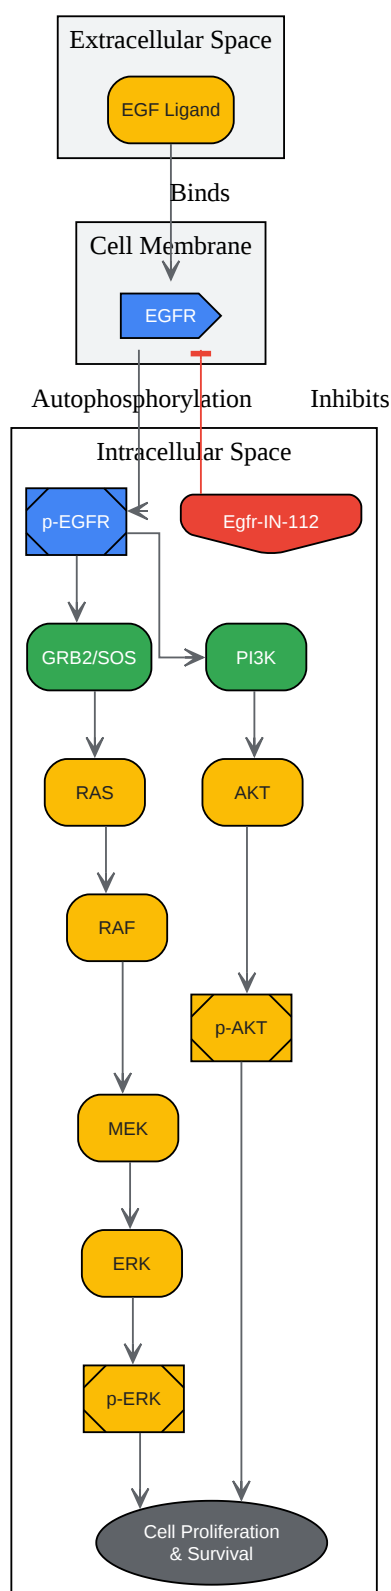 Extracellular Space
EGF Ligand
Binds
Cell Membrane
EGFR
Autophosphorylation
Inhibits
Intracellular Space
p-EGFR
Egfr-IN-112
GRB2/SOS
PI3K
RAS
AKT
RAF
p-AKT
MEK
ERK
p-ERK
Cell Proliferation
& Survival